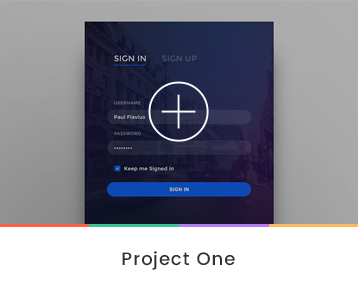 SIGN IN SIGN UP
USERNAME
Paul Flavius
PASSWORD
••••••••
Keep me Signed in
SIGN IN
Project One